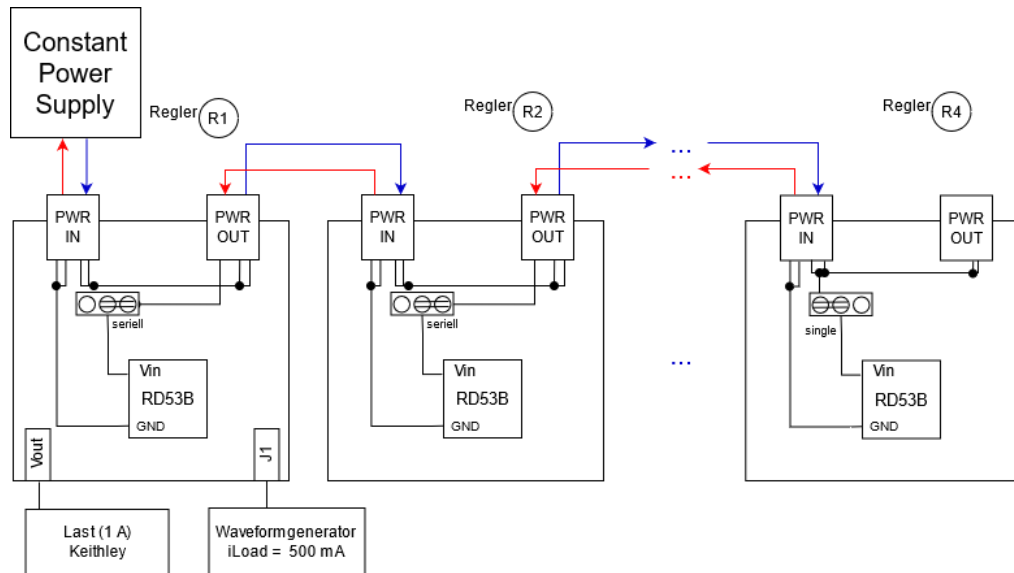 Constant
Power
Supply
Regler R1
Regler R2
Regler R4
...
...
PWR
IN
PWR
OUT
PWR
IN
PWR
OUT
PWR
IN
PWR
OUT
seriell
seriell
single
Vin
RD53B
GND
Vin
RD53B
GND
...
Vin
RD53B
GND
Vout
J1
Last (1 A)
Keithley
Waveformgenerator
iLoad = 500 mA